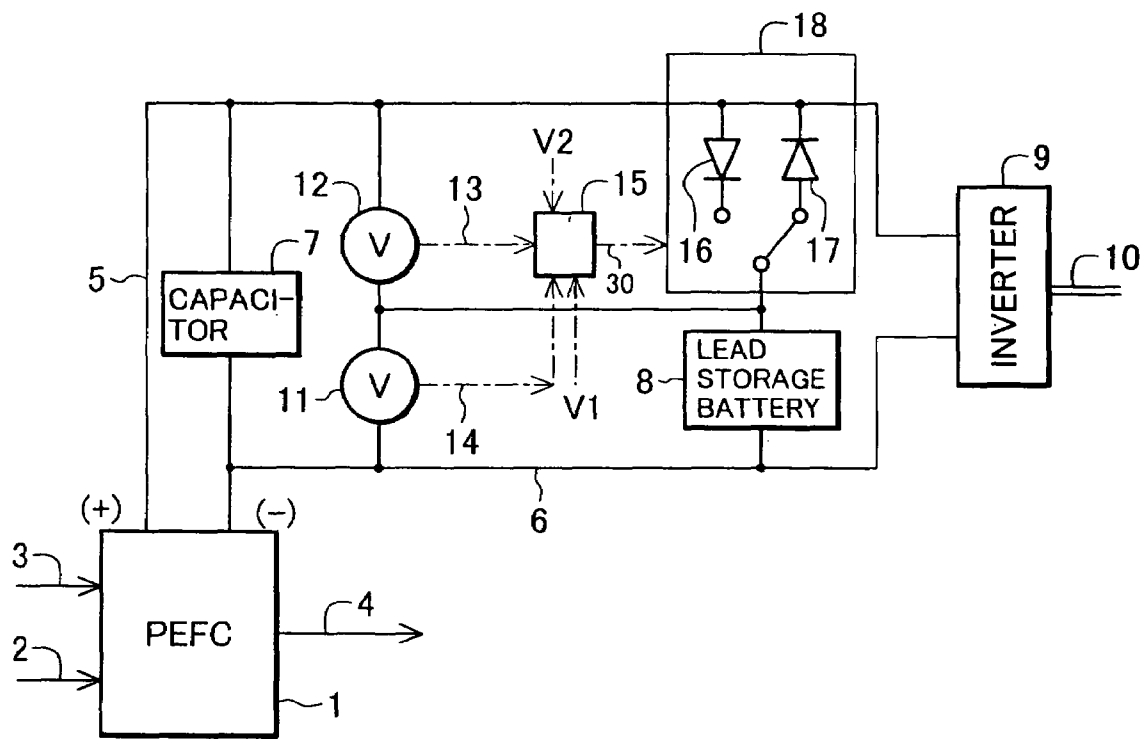 18
V2
12
13
15
9
16
17
30
10
5
7
V
CAPACI-
TOR
INVERTER
11
V
14
V1
8
LEAD
STORAGE
BATTERY
6
(+)
(-)
3
4
PEFC
2
1